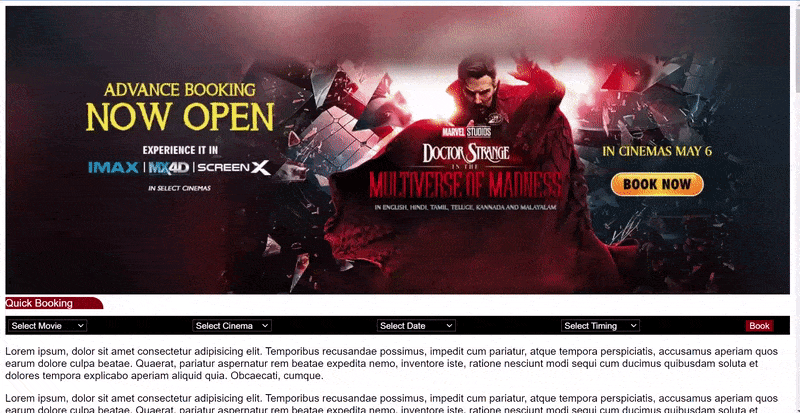 ADVANCE BOOKING
NOW OPEN
EXPERIENCE IT IN
IMAX | MX4D | SCREEN X
IN SELECT CINEMAS
MARVEL STUDIOS
DOCTOR STRANGE
IN THE
MULTIVERSE OF MADNESS
IN ENGLISH, HINDI, TAMIL, TELUGU, KANNADA AND MALAYALAM
IN CINEMAS MAY 6
BOOK NOW
Quick Booking
Select Movie
Select Cinema
Select Date
Select Timing
Book
Lorem ipsum, dolor sit amet consectetur adipisicing elit. Temporibus recusandae possimus, impedit cum pariatur, atque tempora perspiciatis, accusamus aperiam quos
earum dolore culpa beatae. Quaerat, pariatur aspernatur rem beatae expedita nemo, inventore iste, ratione nesciunt modi sequi cum ducimus quibusdam soluta et
dolores tempora explicabo aperiam aliquid quia. Obcaecati, cumque.
Lorem ipsum, dolor sit amet consectetur adipisicing elit. Temporibus recusandae possimus, impedit cum pariatur, atque tempora perspiciatis, accusamus aperiam quos
earum dolore culpa beatae. Quaerat, pariatur aspernatur rem beatae expedita nemo, inventore iste, ratione nesciunt modi sequi cum ducimus quibusdam soluta et